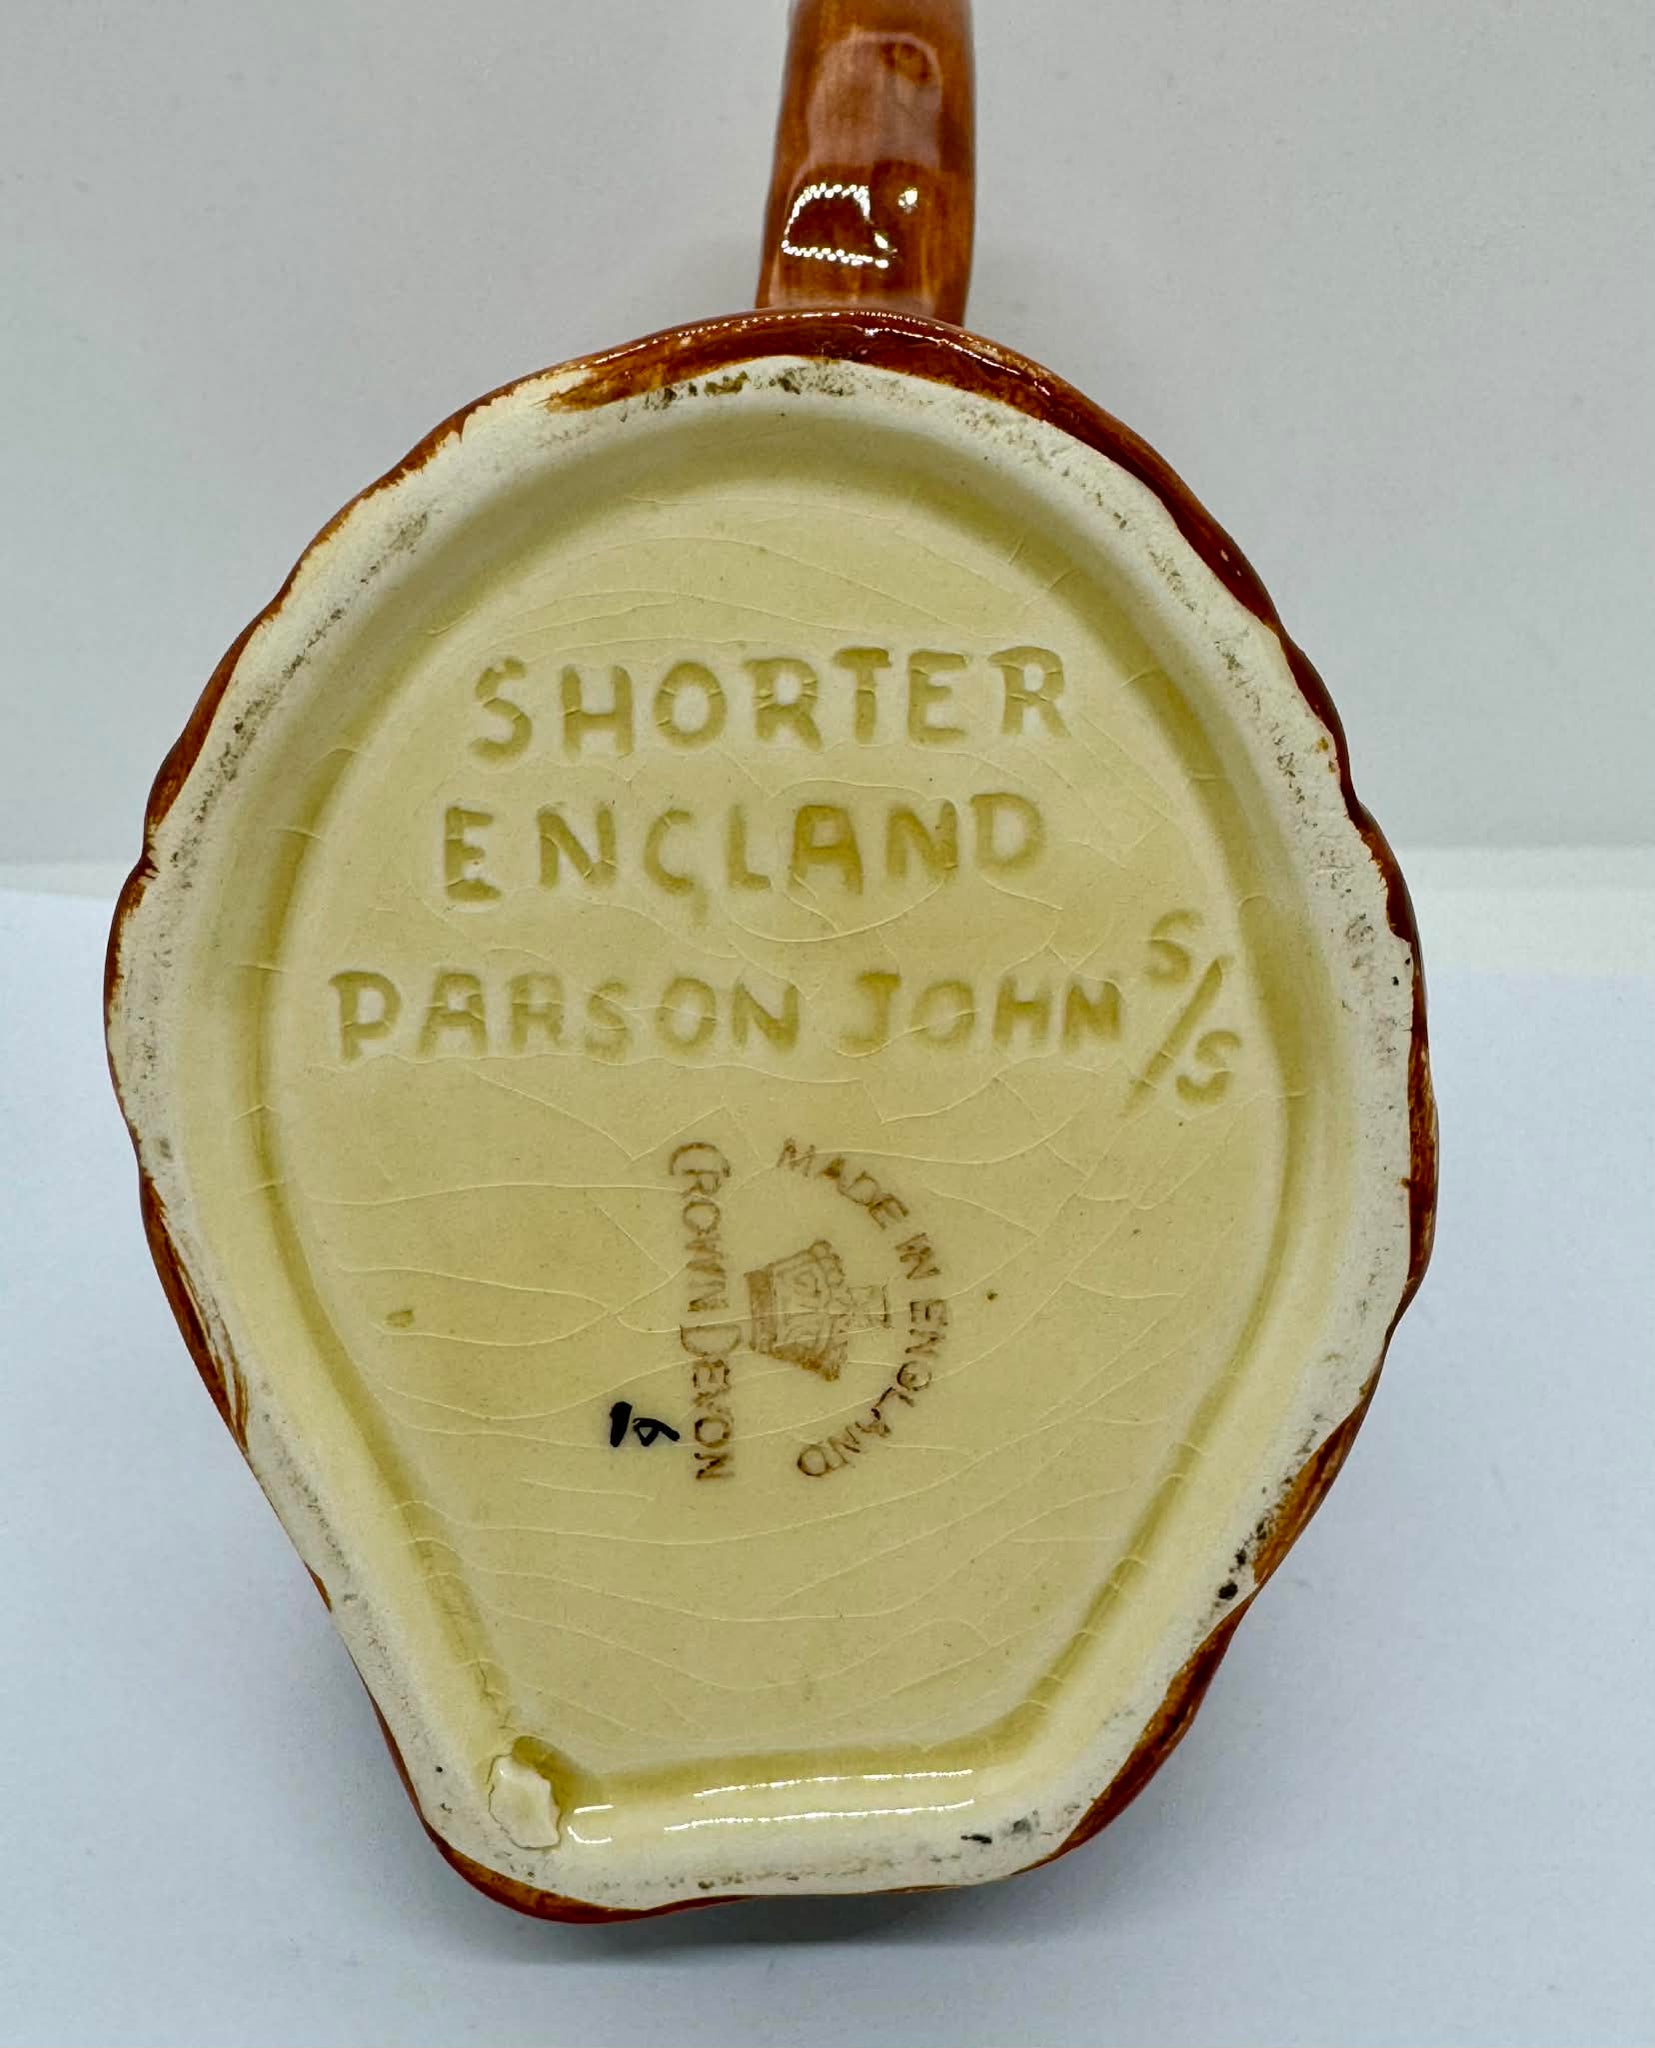 SHORTER
ENGLAND
PARSON JOHN S/S
MADE IN ENGLAND
CROWN DEVON